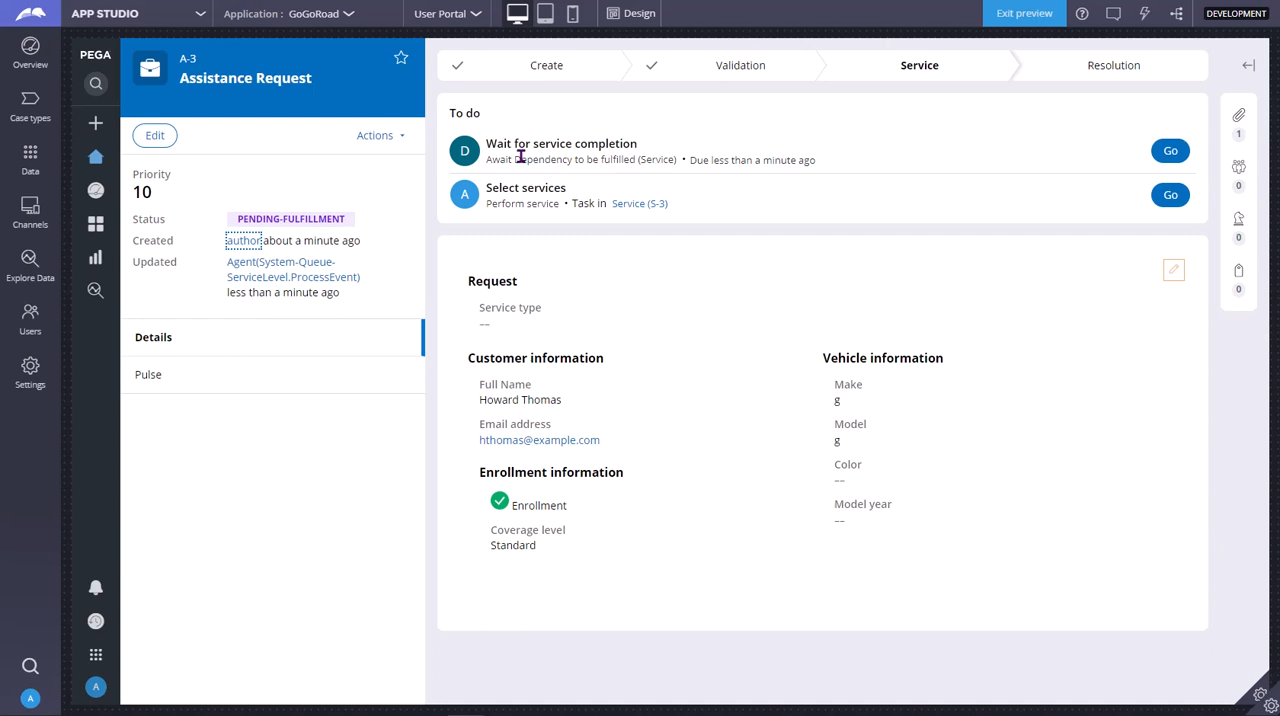 APP STUDIO
Application : GoGoRoad
User Portal
Design
Exit preview
DEVELOPMENT
Overview
Case types
Data
Channels
Explore Data
Users
Settings
A
PEGA
A
A-3
Assistance Request
Edit
Actions
Priority
10
Status
PENDING-FULFILLMENT
Created
author about a minute ago
Updated
Agent(System-Queue-
ServiceLevel.ProcessEvent)
less than a minute ago
Details
Pulse
Create
Validation
Service
Resolution
To do
D
Wait for service completion
Await Dependency to be fulfilled (Service) • Due less than a minute ago
Go
A
Select services
Perform service • Task in Service (S-3)
Go
Request
Service type
––
Customer information
Full Name
Howard Thomas
Email address
hthomas@example.com
Enrollment information
Enrollment
Coverage level
Standard
Vehicle information
Make
g
Model
g
Color
––
Model year
––
1
0
0
0